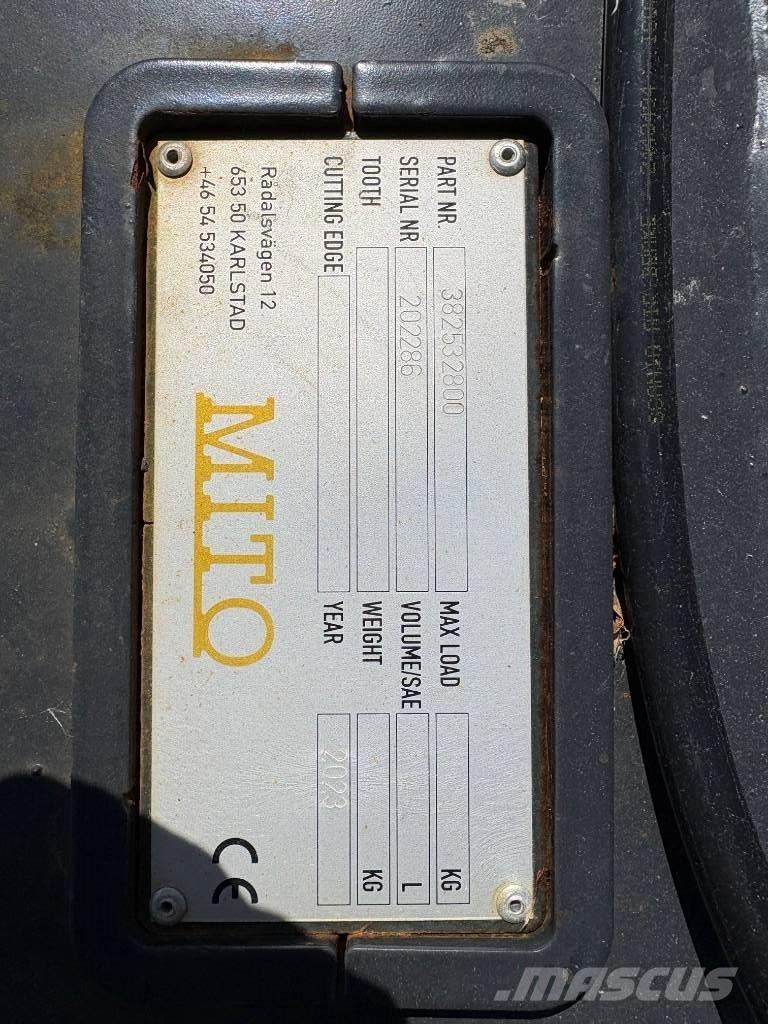 PART NR. 382532800 MAX LOAD KG
SERIAL NR 202286 VOLUME/SAE L
TOOTH WEIGHT KG
CUTTING EDGE YEAR 2023
Rådalsvägen 12
653 50 KARLSTAD
+46 54 534050
MITO
CE
MASCUS